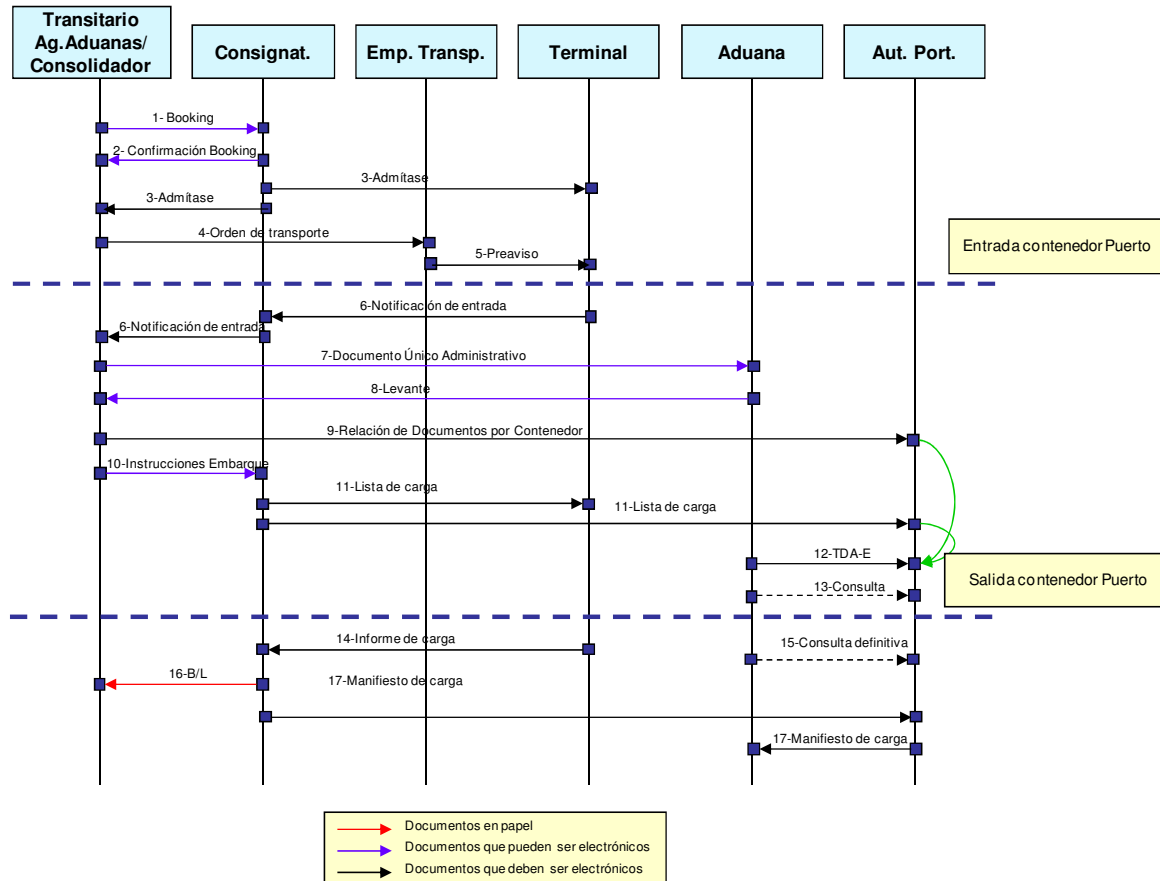 Transitario
Ag.Aduanas/
Consolidador
Consignat.
Emp. Transp.
Terminal
Aduana
Aut. Port.
1- Booking
2- Confirmación Booking
3-Admítase
3-Admítase
4-Orden de transporte
5-Preaviso
Entrada contenedor Puerto
6-Notificación de entrada
6-Notificación de entrada
7-Documento Único Administrativo
8-Levante
9-Relación de Documentos por Contenedor
10-Instrucciones Embarque
11-Lista de carga
11-Lista de carga
12-TDA-E
13-Consulta
Salida contenedor Puerto
14-Informe de carga
15-Consulta definitiva
16-B/L
17-Manifiesto de carga
17-Manifiesto de carga
Documentos en papel
Documentos que pueden ser electrónicos
Documentos que deben ser electrónicos